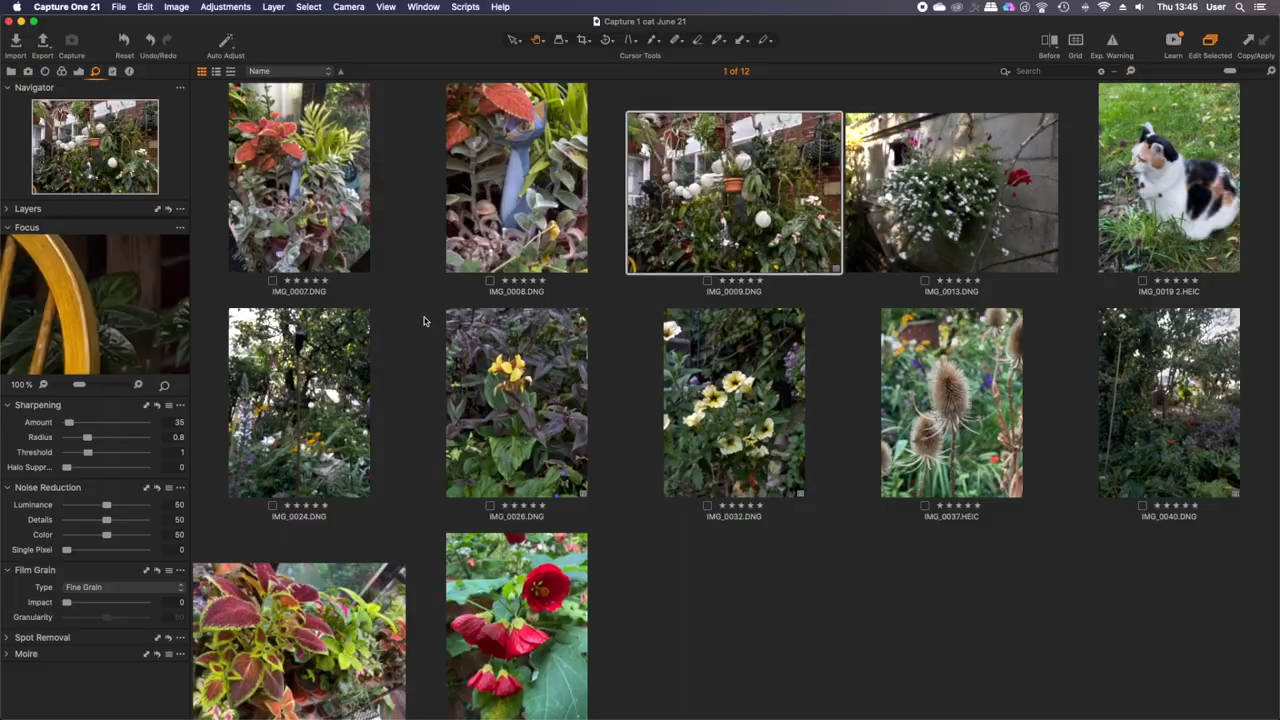 Capture One 21 File Edit Image Adjustments Layer Select Camera View Window Scripts Help Thu 13:45 User
Capture 1 cat June 21
Import Export Capture Reset Undo/Redo Auto Adjust Cursor Tools Before Grid Exp. Warning Learn Edit Selected Copy/Apply
Name 1 of 12 Search
Navigator
Layers
Focus
100 %
Sharpening
Amount 35
Radius 0.8
Threshold 1
Halo Suppr... 0
Noise Reduction
Luminance 50
Details 50
Color 50
Single Pixel 0
Film Grain
Type Fine Grain
Impact 0
Granularity 50
Spot Removal
Moire
IMG_0007.DNG IMG_0008.DNG IMG_0009.DNG IMG_0013.DNG IMG_0019 2.HEIC
IMG_0024.DNG IMG_0026.DNG IMG_0032.DNG IMG_0037.HEIC IMG_0040.DNG